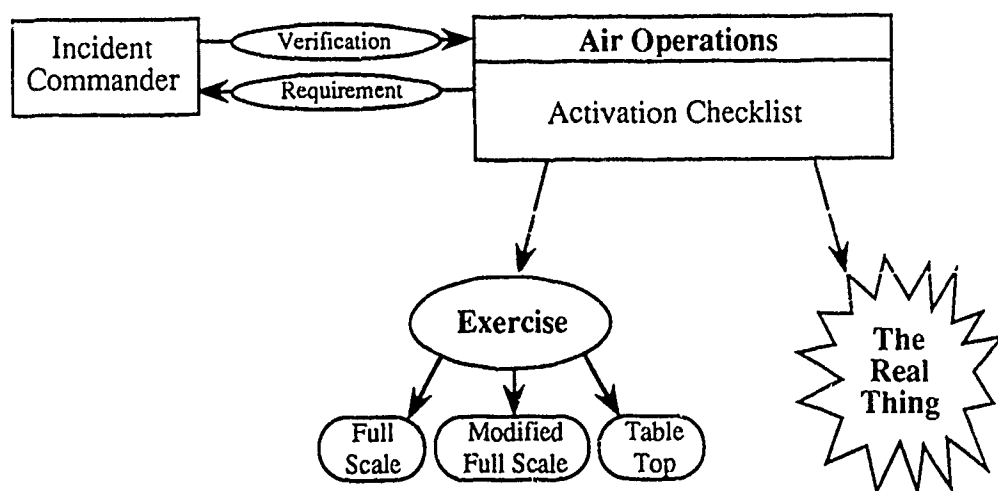 Incident
Commander
Verification
Requirement
Air Operations
Activation Checklist
Exercise
The
Real
Thing
Full
Scale
Modified
Full Scale
Table
Top